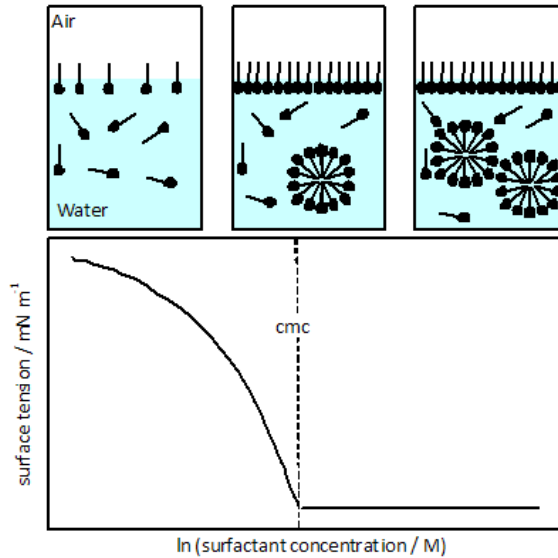 Air
Water
cmc
surface tension / mN m⁻¹
ln (surfactant concentration / M)